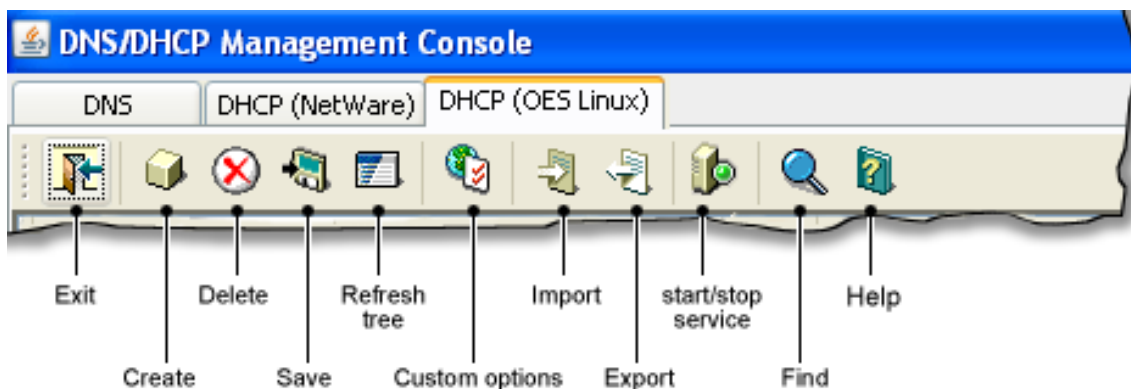 DNS/DHCP Management Console
DNS
DHCP (NetWare)
DHCP (OES Linux)
?
Exit
Delete
Refresh
tree
Import
start/stop
service
Help
Create
Save
Custom options
Export
Find